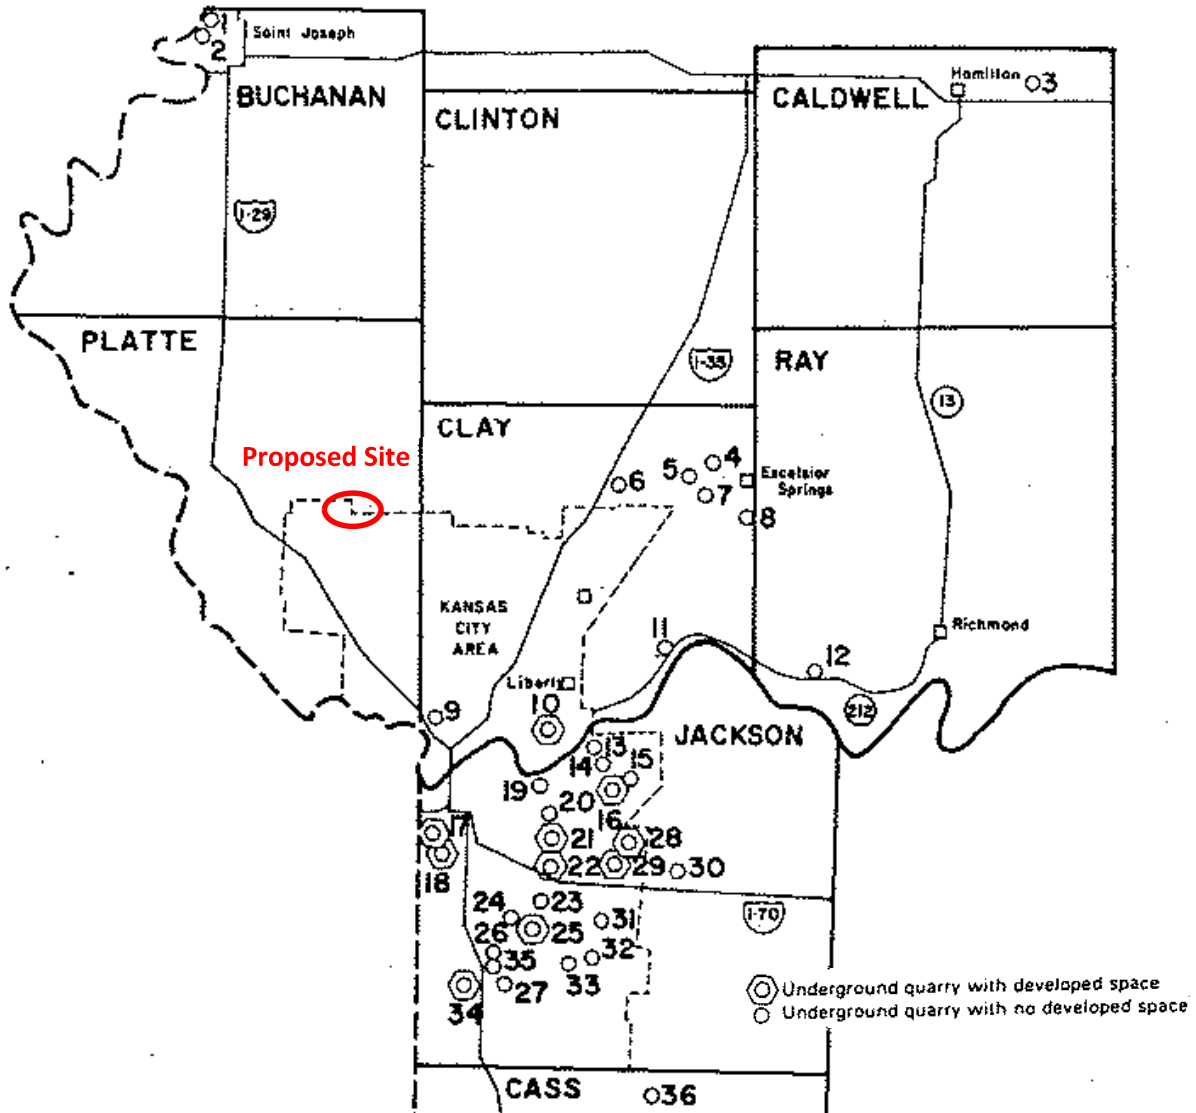 1
2
Saint Joseph
BUCHANAN
CLINTON
CALDWELL
Hamilton
3
I-29
PLATTE
I-35
RAY
13
CLAY
Proposed Site
4
5
6
7
Excelsior
Springs
8
KANSAS
CITY
AREA
11
Richmond
12
Liberty
9
10
212
JACKSON
13
14
15
19
16
20
17
21
28
18
22
29
30
23
24
25
31
I-70
26
32
35
33
27
34
Underground quarry with developed space
Underground quarry with no developed space
CASS
36